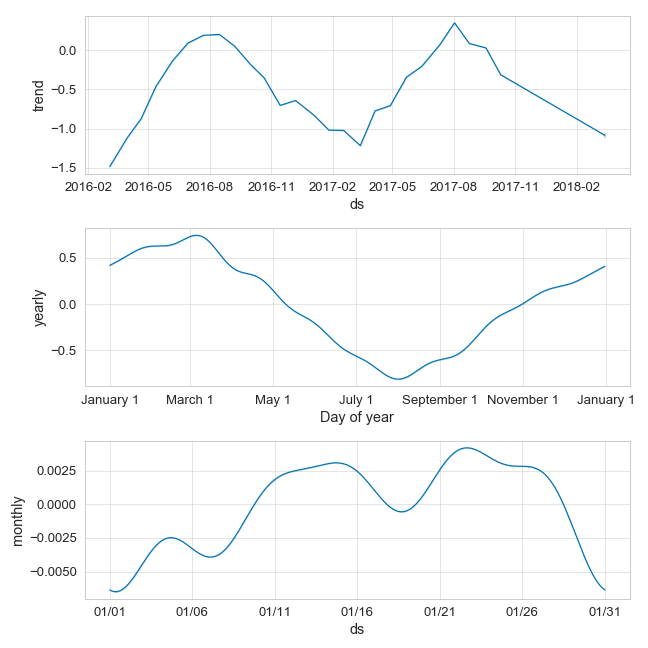 trend
0.0
−0.5
−1.0
−1.5
2016-02 2016-05 2016-08 2016-11 2017-02 2017-05 2017-08 2017-11 2018-02
ds
yearly
0.5
0.0
−0.5
January 1 March 1 May 1 July 1 September 1 November 1 January 1
Day of year
monthly
0.0025
0.0000
−0.0025
−0.0050
01/01 01/06 01/11 01/16 01/21 01/26 01/31
ds